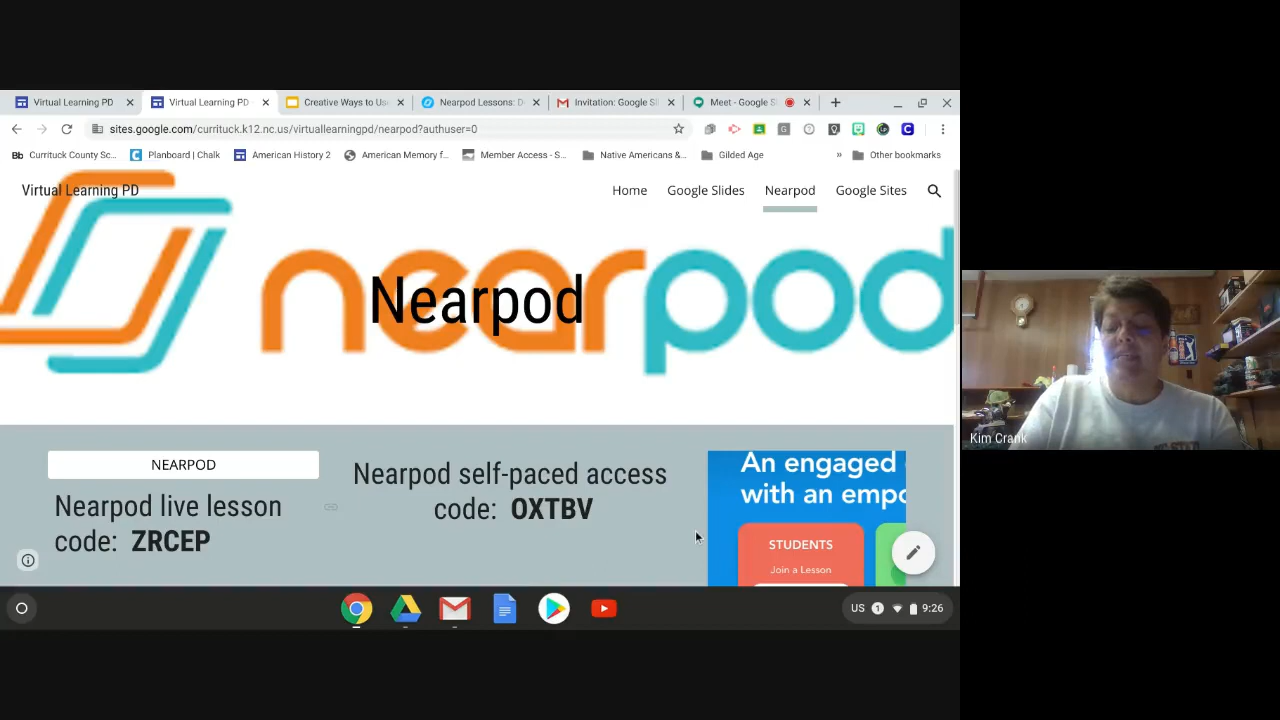 Virtual Learning PD
Virtual Learning PD
Creative Ways to Us
Nearpod Lessons: D
Invitation: Google Sl
Meet - Google S
sites.google.com/currituck.k12.nc.us/virtuallearningpd/nearpod?authuser=0
Bb Currituck County Sc...
Planboard | Chalk
American History 2
American Memory f...
Member Access - S...
Native Americans &...
Gilded Age
»
Other bookmarks
Virtual Learning PD
Home
Google Slides
Nearpod
Google Sites
nearpod
Nearpod
NEARPOD
Nearpod live lesson
code: ZRCEP
Nearpod self-paced access
code: OXTBV
An engaged
with an empo
STUDENTS
Join a Lesson
Kim Crank
US 1 9:26